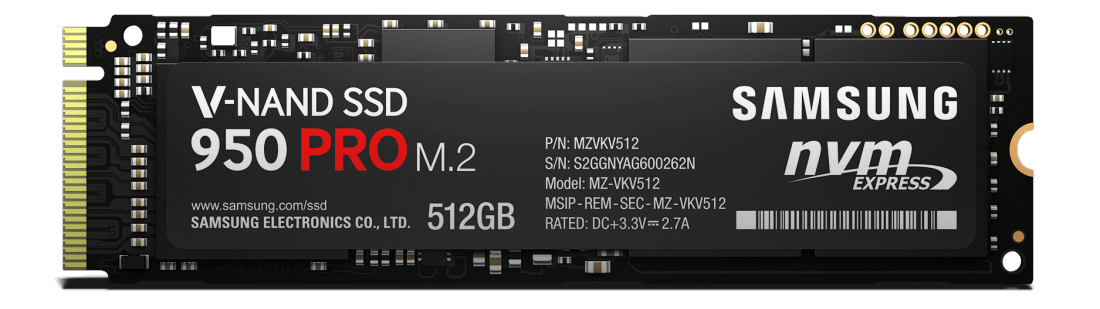 V-NAND SSD
950 PRO M.2
www.samsung.com/ssd
SAMSUNG ELECTRONICS CO., LTD.
512GB
P/N: MZVKV512
S/N: S2GGNYAG600262N
Model: MZ-VKV512
MSIP-REM-SEC-MZ-VKV512
RATED: DC+3.3V⎓2.7A
SAMSUNG
nvm
EXPRESS